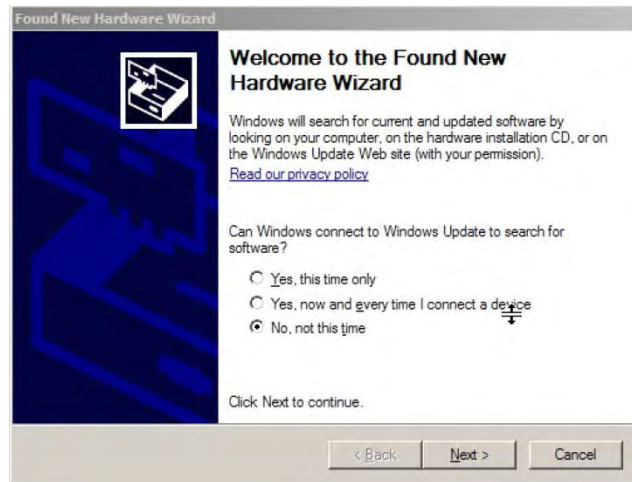 Found New Hardware Wizard
Welcome to the Found New
Hardware Wizard
Windows will search for current and updated software by
looking on your computer, on the hardware installation CD, or on
the Windows Update Web site (with your permission).
Read our privacy policy
Can Windows connect to Windows Update to search for
software?
Yes, this time only
Yes, now and every time I connect a device
No, not this time
Click Next to continue.
< Back
Next >
Cancel